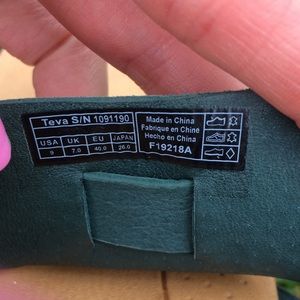 Teva S/N 1091190
USA UK EU JAPAN
9 7.0 40.0 26.0
Made in China
Fabrique en Chine
Hecho en China
F19218A